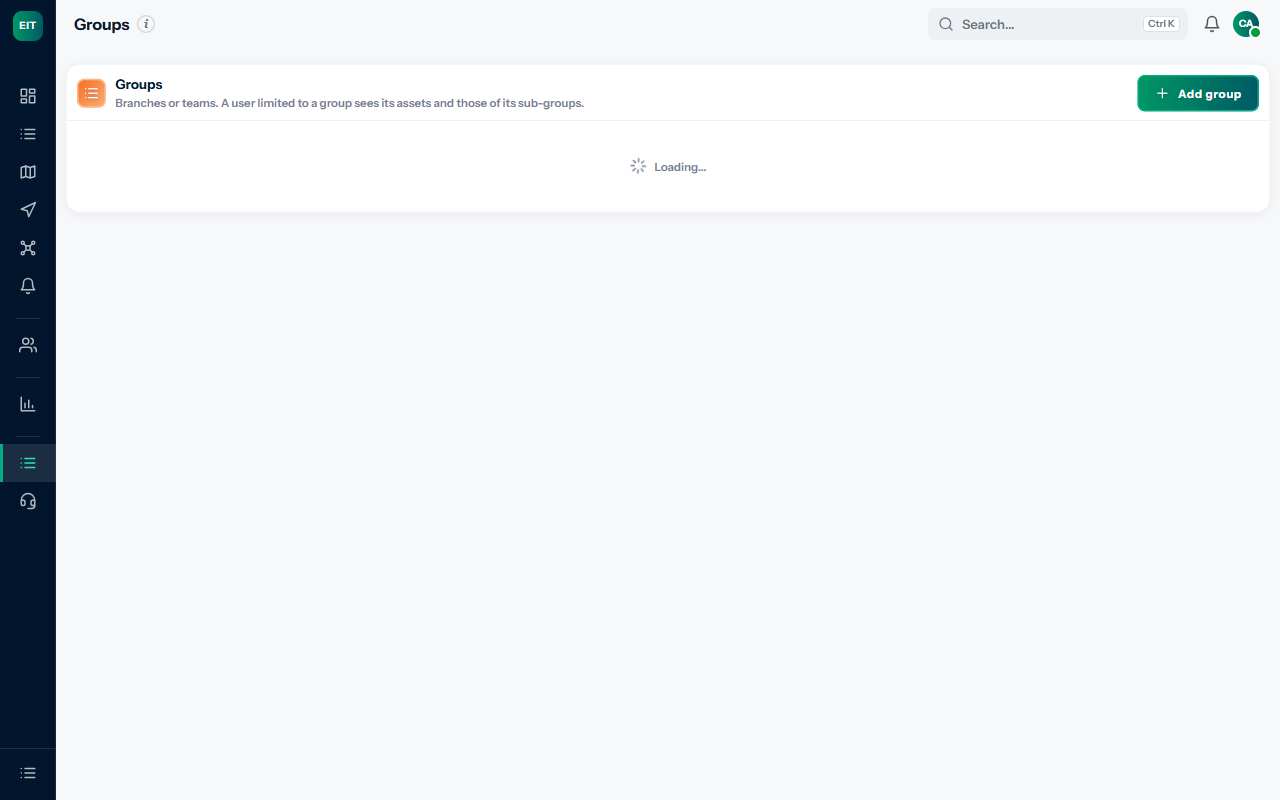 EIT
Groups
i
Search...
Ctrl K
CA
Groups
Branches or teams. A user limited to a group sees its assets and those of its sub-groups.
Add group
Loading...